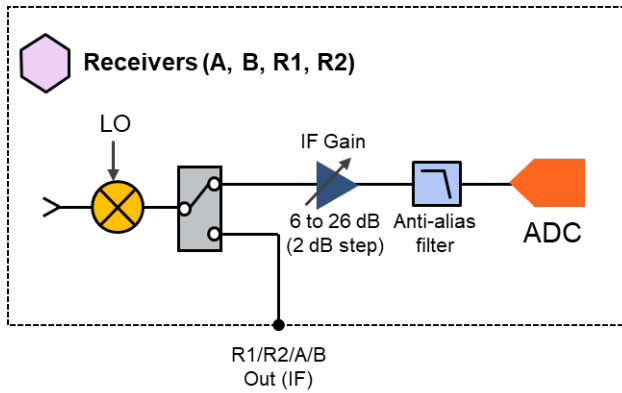 Receivers (A, B, R1, R2)
LO
IF Gain
6 to 26 dB
(2 dB step)
Anti-alias
filter
ADC
R1/R2/A/B
Out (IF)